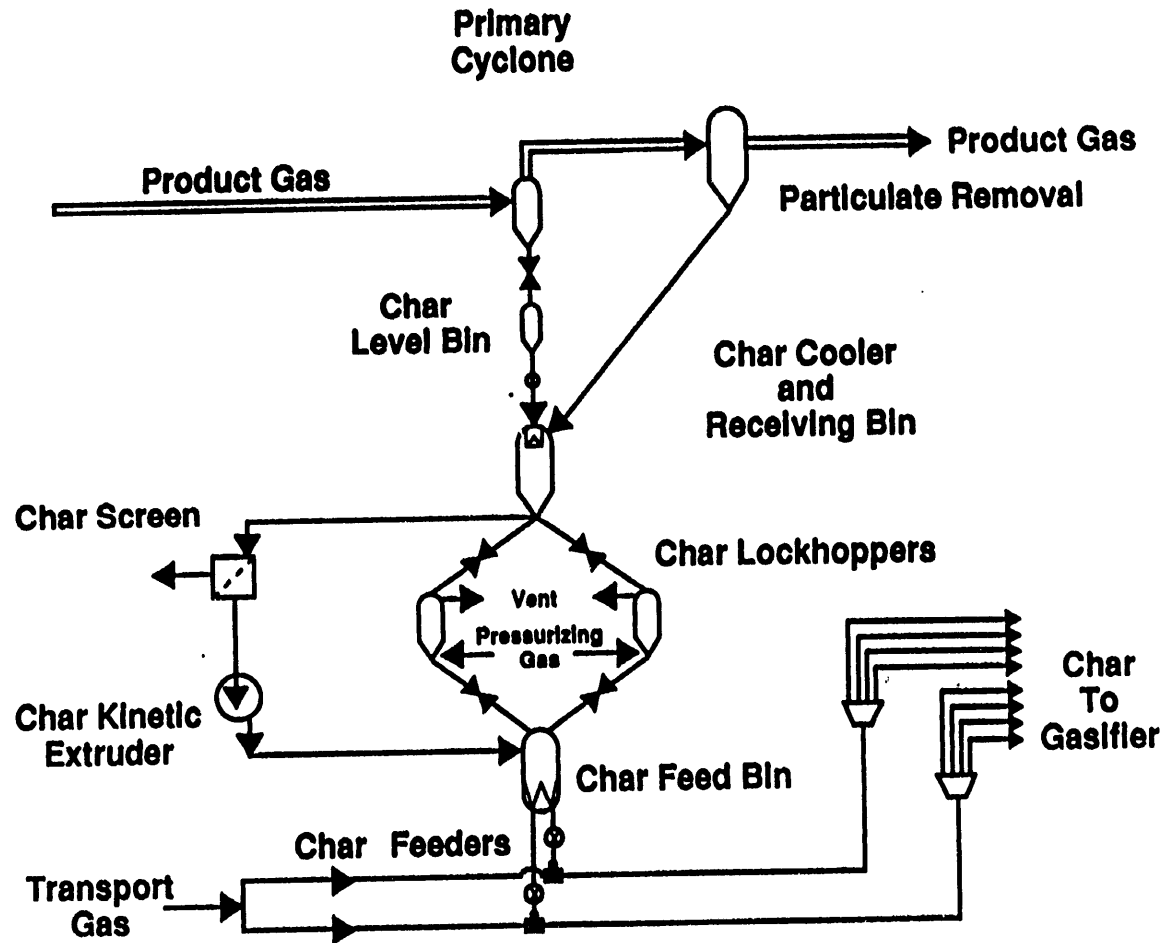 Primary
Cyclone
Product Gas
Product Gas
Particulate Removal
Char
Level Bin
Char Cooler
and
Receiving Bin
Char Screen
Char Lockhoppers
Vent
Pressurizing
Gas
Char
To
Gasifier
Char Kinetic
Extruder
Char Feed Bin
Char Feeders
Transport
Gas